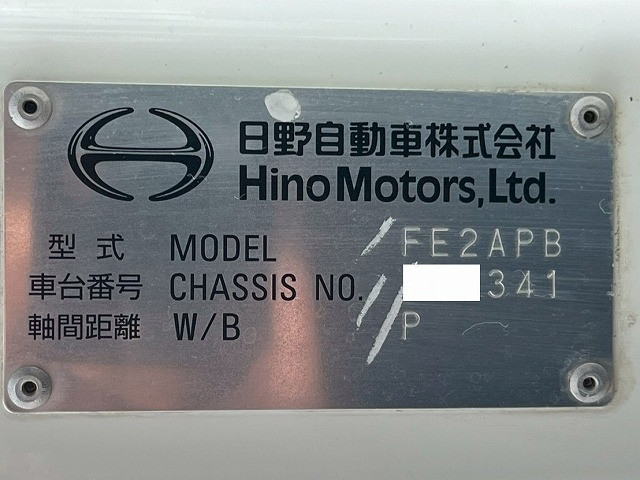 日野自動車株式会社
Hino Motors, Ltd.
型式 MODEL FE2APB
車台番号 CHASSIS NO. 341
軸間距離 W/B P